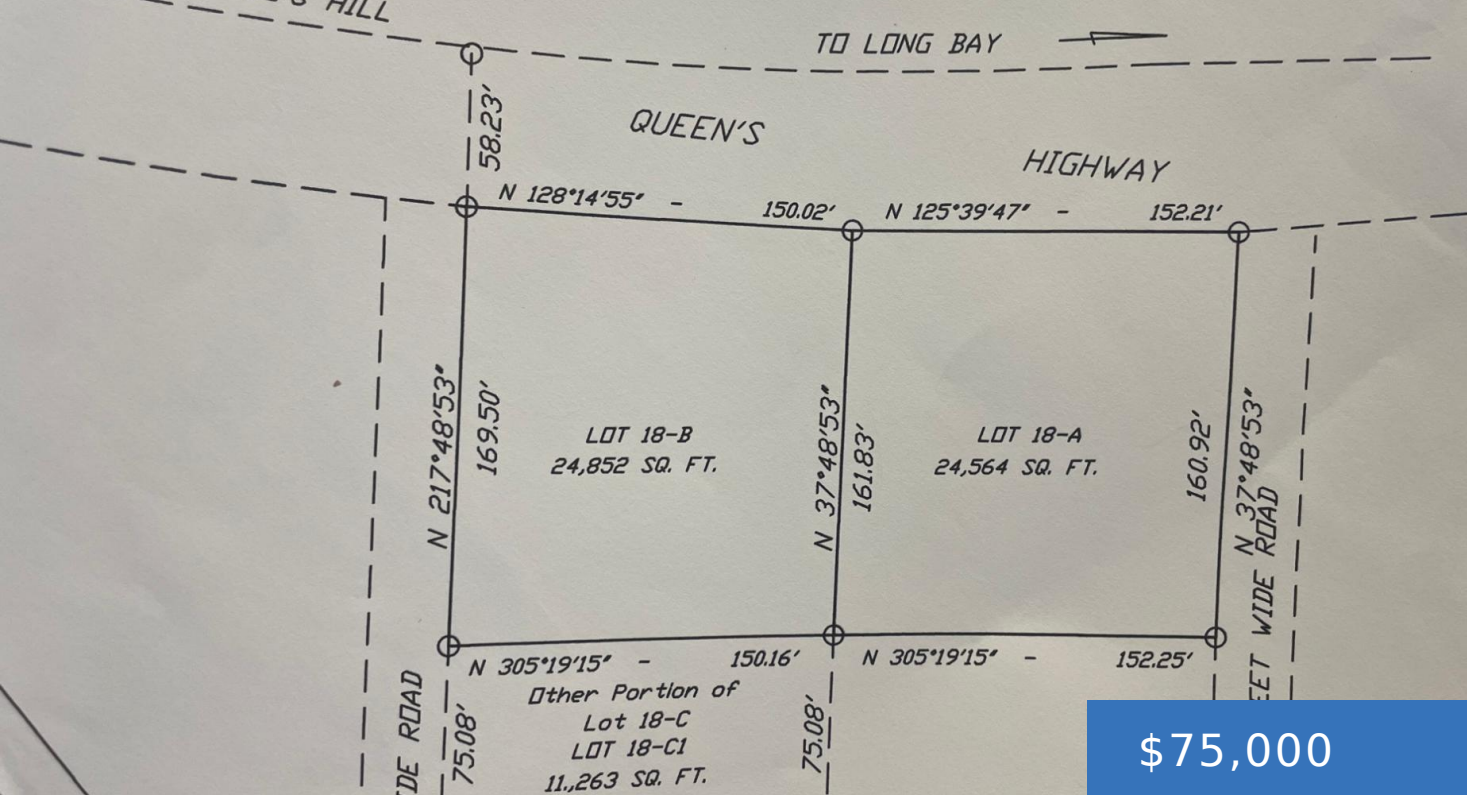 HILL
TO LONG BAY
58.23'
QUEEN'S
HIGHWAY
N 128°14'55" - 150.02'
N 125°39'47" - 152.21'
N 217°48'53"
169.50'
LOT 18-B
24,852 SQ. FT.
N 37°48'53"
161.83'
LOT 18-A
24,564 SQ. FT.
160.92'
N 37°48'53"
WIDE ROAD
N 305°19'15" - 150.16'
N 305°19'15" - 152.25'
Other Portion of
Lot 18-C
LOT 18-C1
11,263 SQ. FT.
ROAD
75.08'
75.08'
$75,000